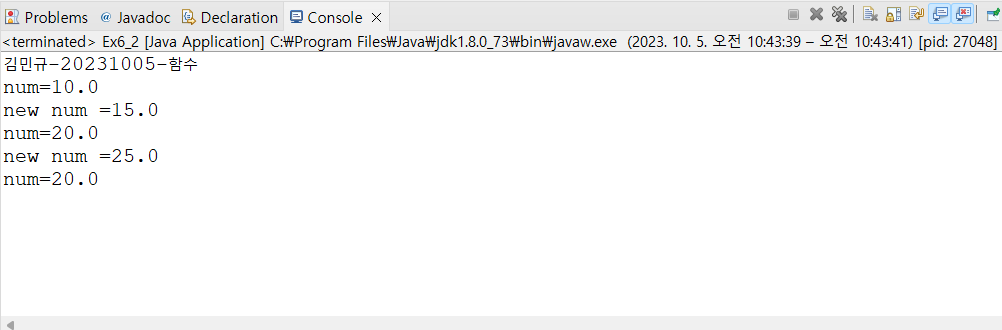 Problems @ Javadoc Declaration Console
<terminated> Ex6_2 [Java Application] C:₩Program Files₩Java₩jdk1.8.0_73₩bin₩javaw.exe (2023. 10. 5. 오전 10:43:39 – 오전 10:43:41) [pid: 27048]
김민규-20231005-함수
num=10.0
new num =15.0
num=20.0
new num =25.0
num=20.0